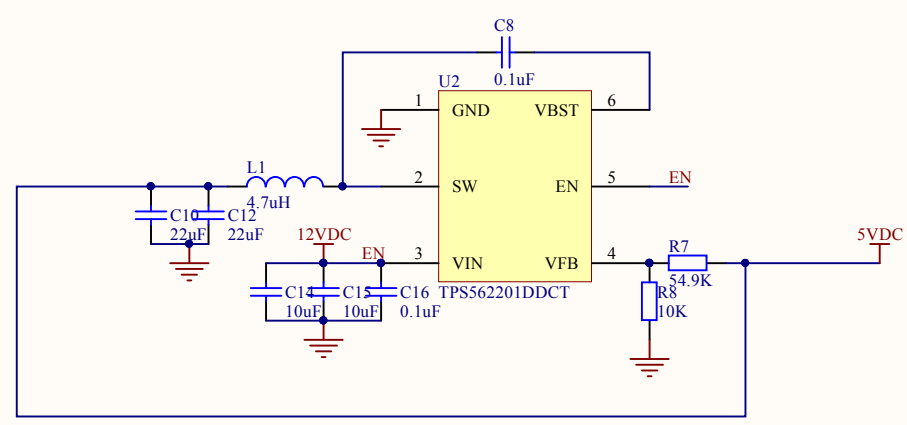 C8
0.1uF
U2
1 GND VBST 6
L1
4.7uH
2 SW EN 5 EN
C10
22uF
C12
22uF
12VDC
EN
3 VIN VFB 4
R7
54.9K
5VDC
C14
10uF
C15
10uF
C16
0.1uF
TPS562201DDCT
R8
10K